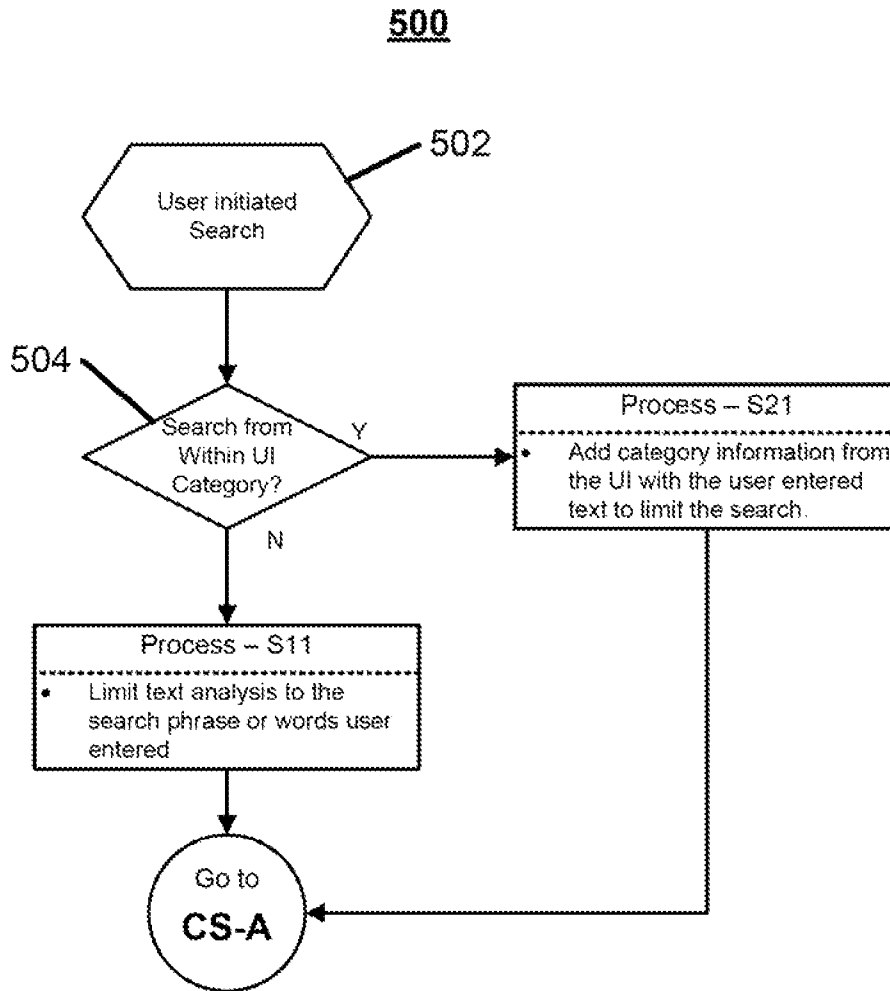 500
502
User initiated
Search
504
Search from
Within UI
Category?
Y
N
Process – S21
• Add category information from
the UI with the user entered
text to limit the search.
Process – S11
• Limit text analysis to the
search phrase or words user
entered
Go to
CS-A